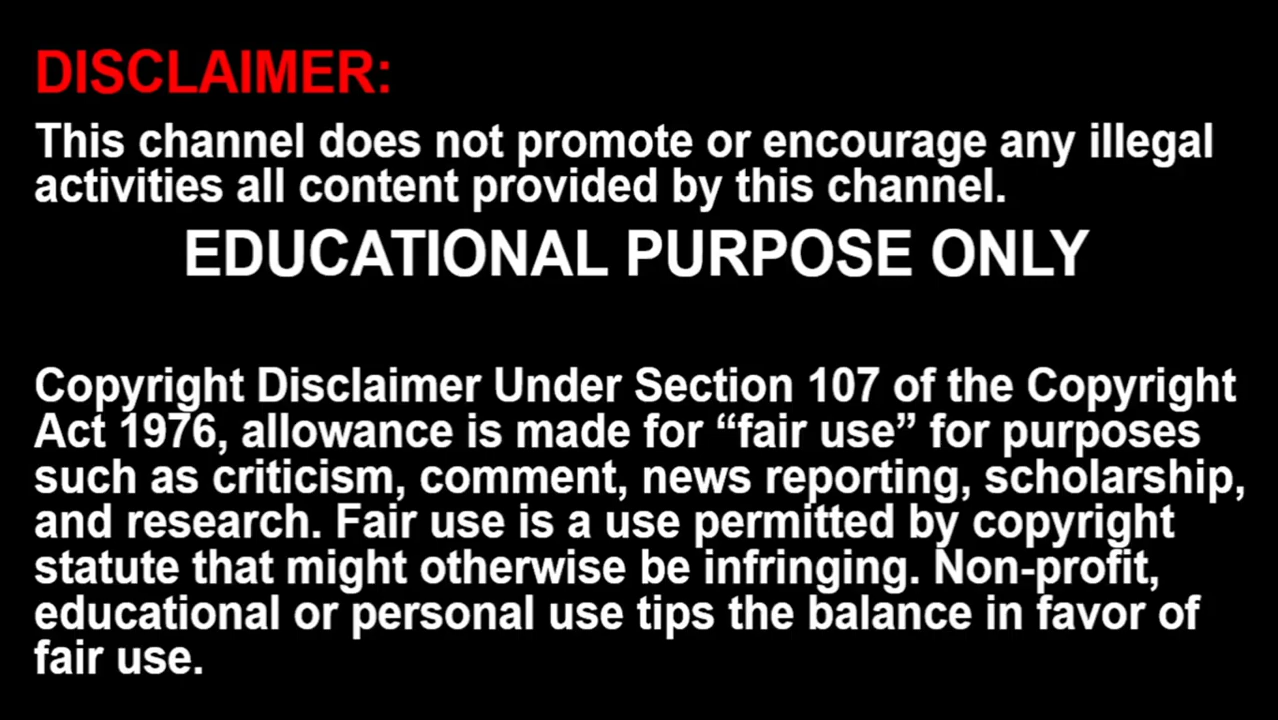 DISCLAIMER:
This channel does not promote or encourage any illegal
activities all content provided by this channel.
EDUCATIONAL PURPOSE ONLY
Copyright Disclaimer Under Section 107 of the Copyright
Act 1976, allowance is made for “fair use” for purposes
such as criticism, comment, news reporting, scholarship,
and research. Fair use is a use permitted by copyright
statute that might otherwise be infringing. Non-profit,
educational or personal use tips the balance in favor of
fair use.